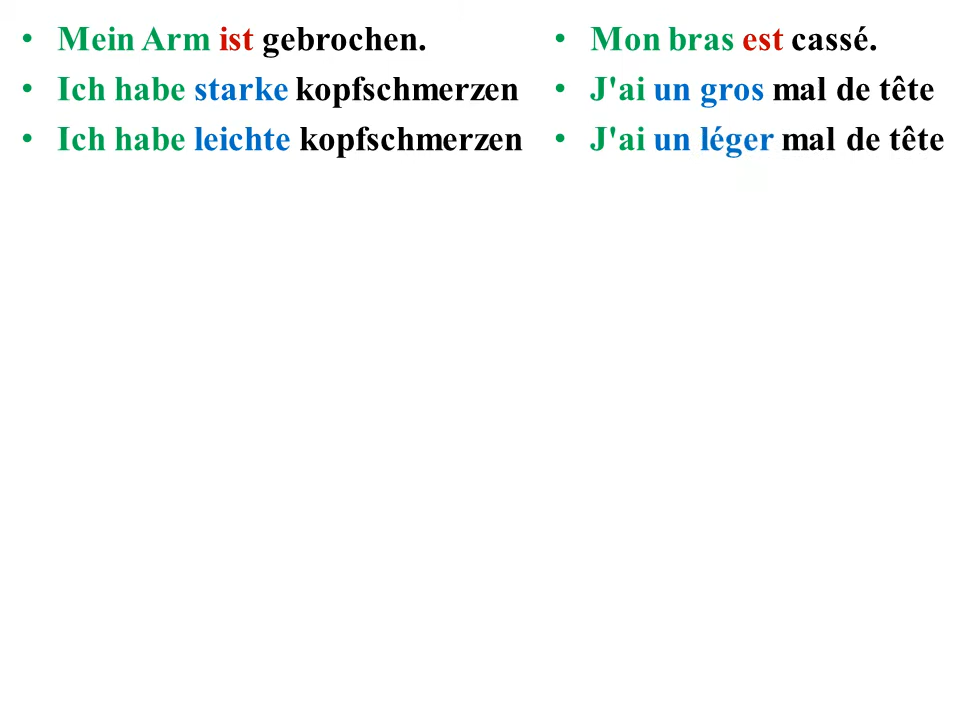 • Mein Arm ist gebrochen.
• Ich habe starke kopfschmerzen
• Ich habe leichte kopfschmerzen
• Mon bras est cassé.
• J'ai un gros mal de tête
• J'ai un léger mal de tête